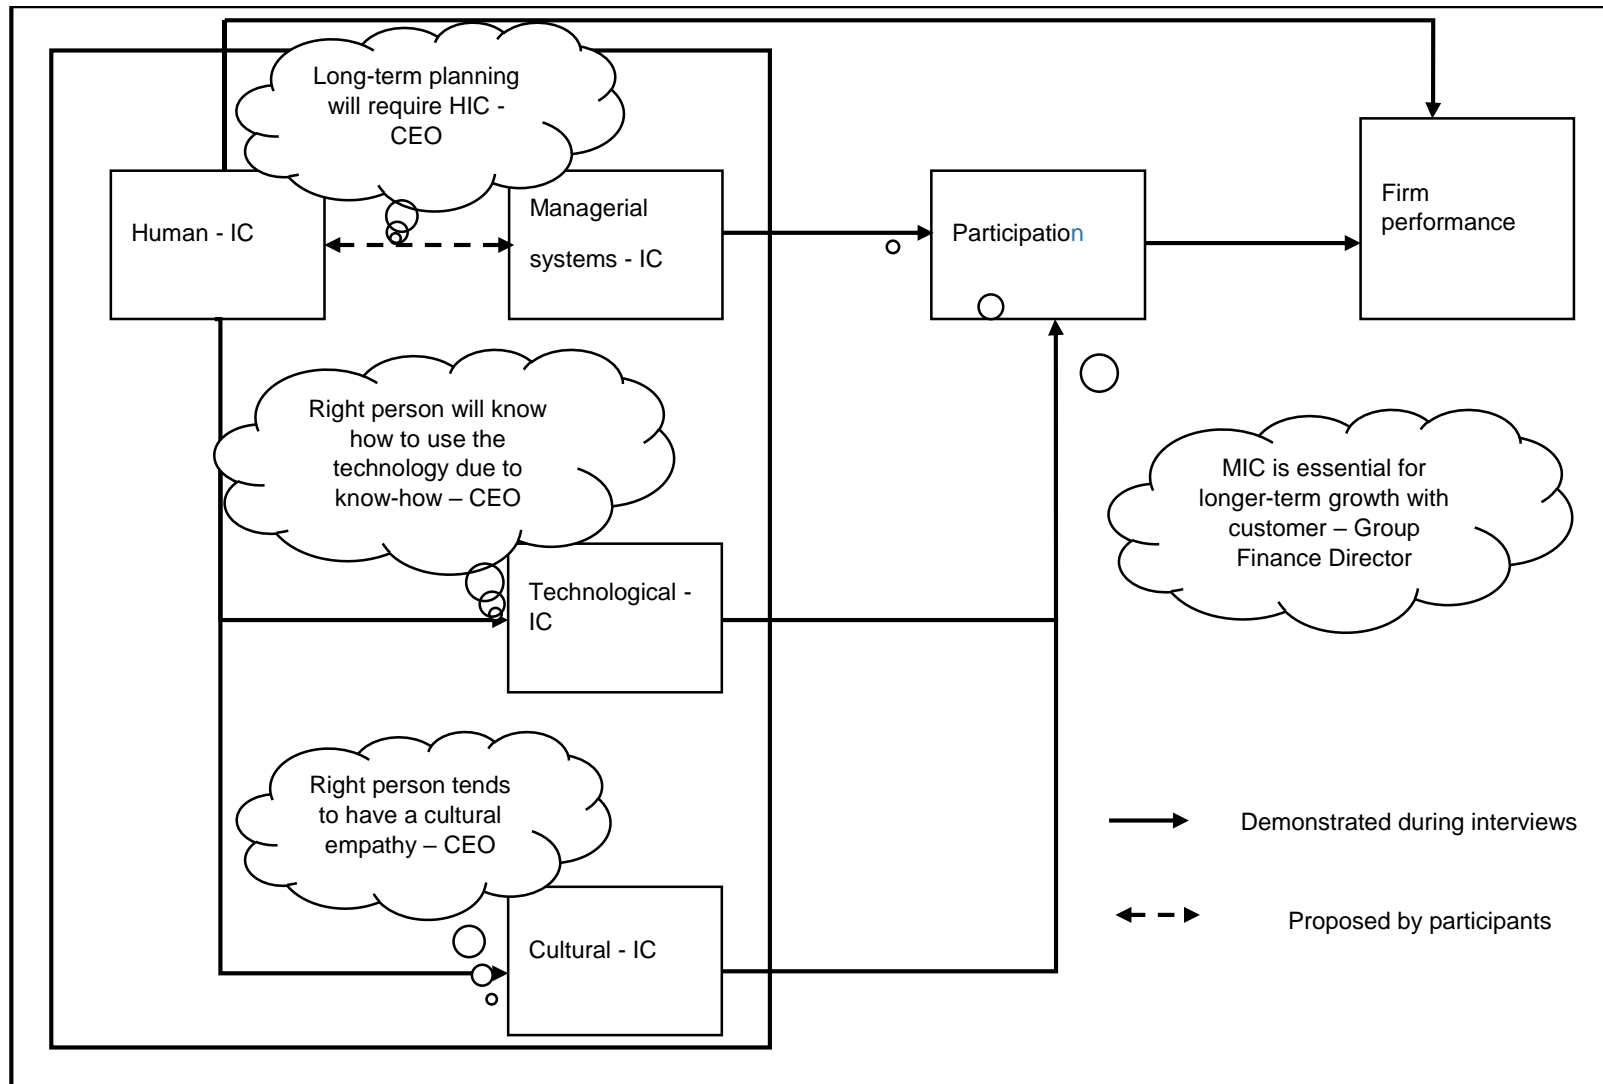 Long-term planning
will require HIC -
CEO
Human - IC
Managerial
systems - IC
Participation
Firm
performance
Right person will know
how to use the
technology due to
know-how – CEO
MIC is essential for
longer-term growth with
customer – Group
Finance Director
Technological -
IC
Right person tends
to have a cultural
empathy – CEO
Demonstrated during interviews
Proposed by participants
Cultural - IC